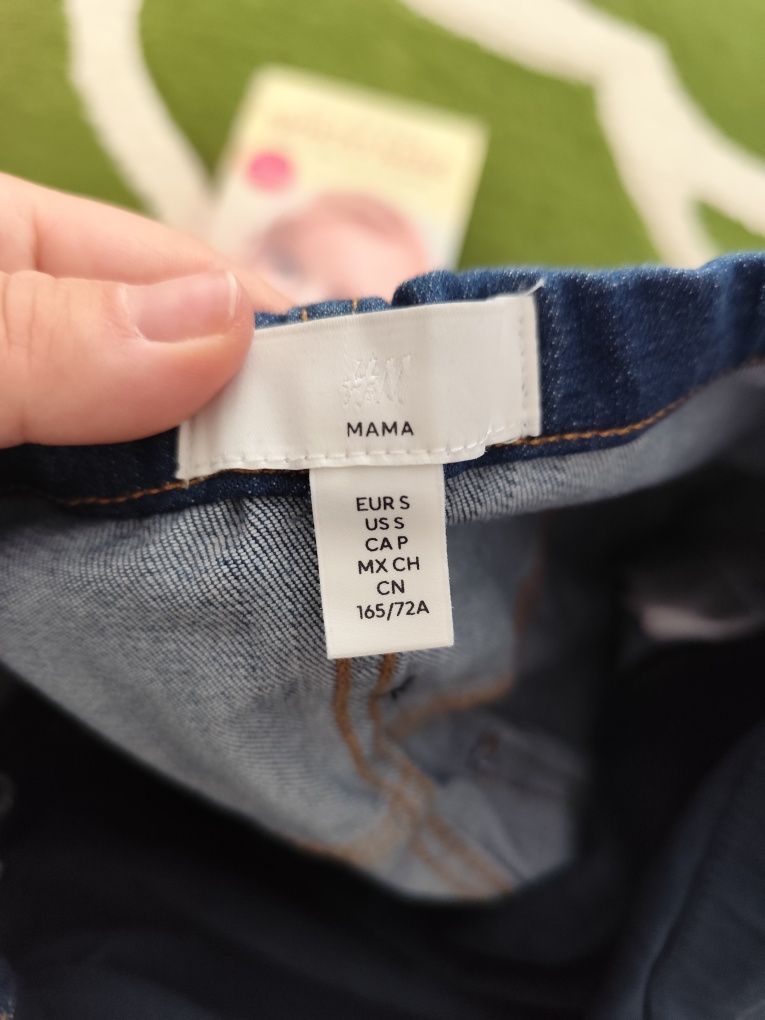 H&M
MAMA
EUR S
US S
CA P
MX CH
CN
165/72A